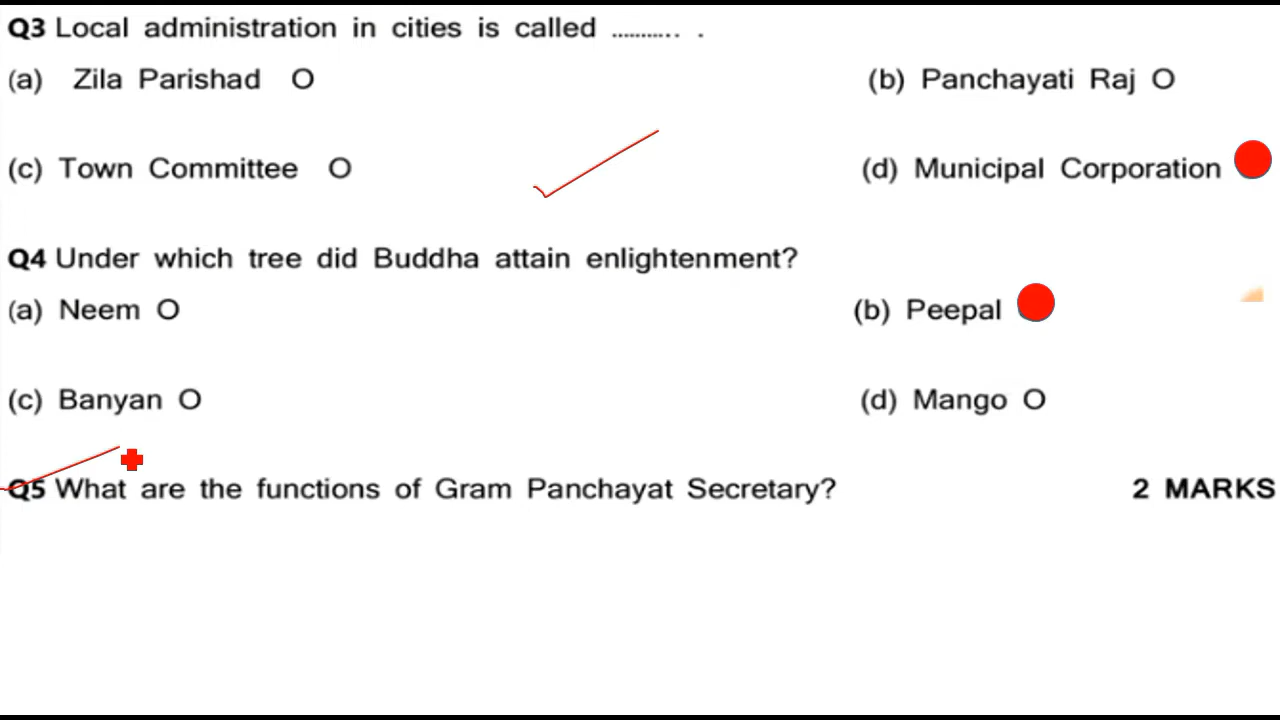 Q3 Local administration in cities is called ............. .
(a) Zila Parishad O (b) Panchayati Raj O
(c) Town Committee O (d) Municipal Corporation
Q4 Under which tree did Buddha attain enlightenment?
(a) Neem O (b) Peepal
(c) Banyan O (d) Mango O
Q5 What are the functions of Gram Panchayat Secretary? 2 MARKS